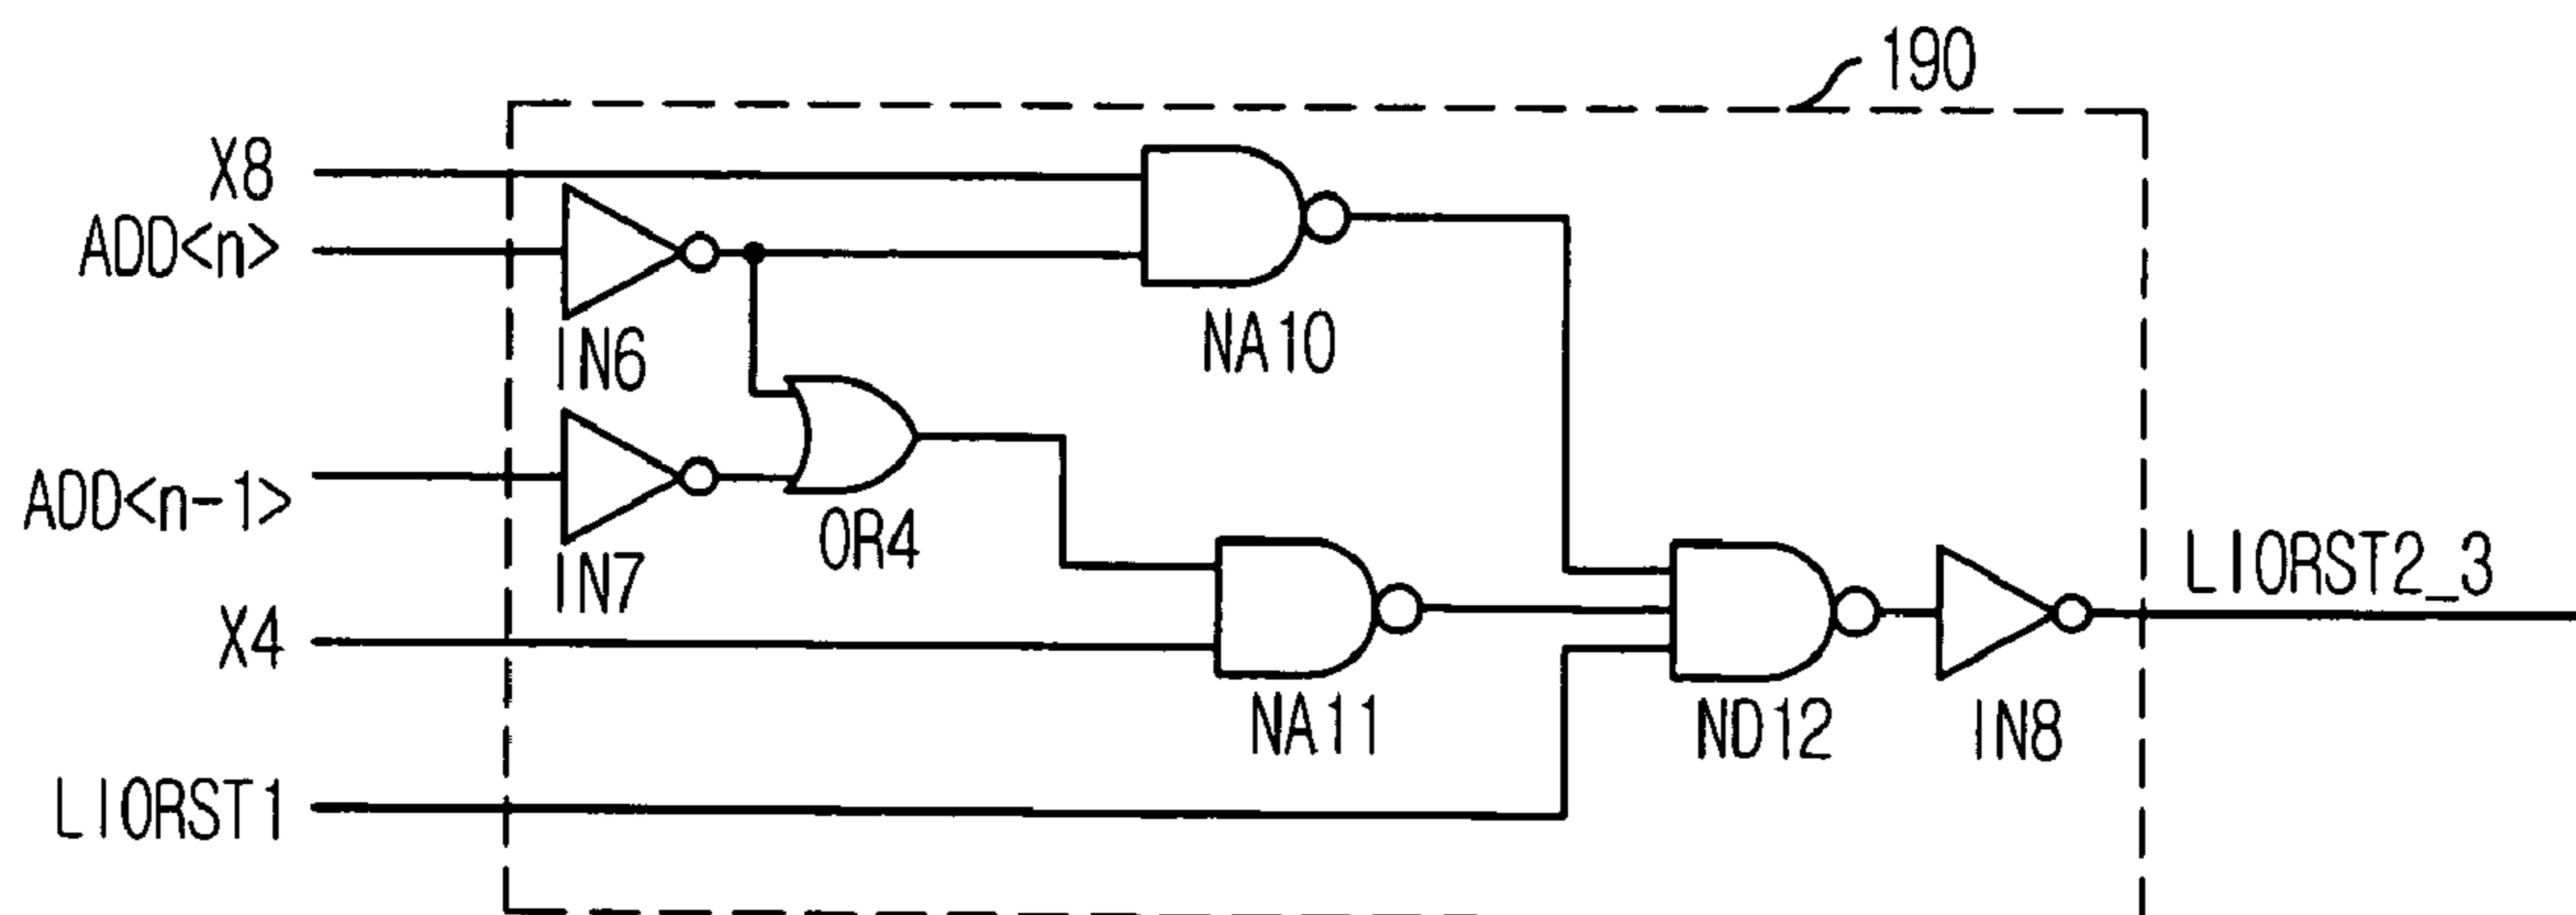 190
X8
ADD<n>
NA10
IN6
ADD<n-1>
OR4
IN7
LIORST2_3
X4
NA11
ND12
IN8
LIORST1